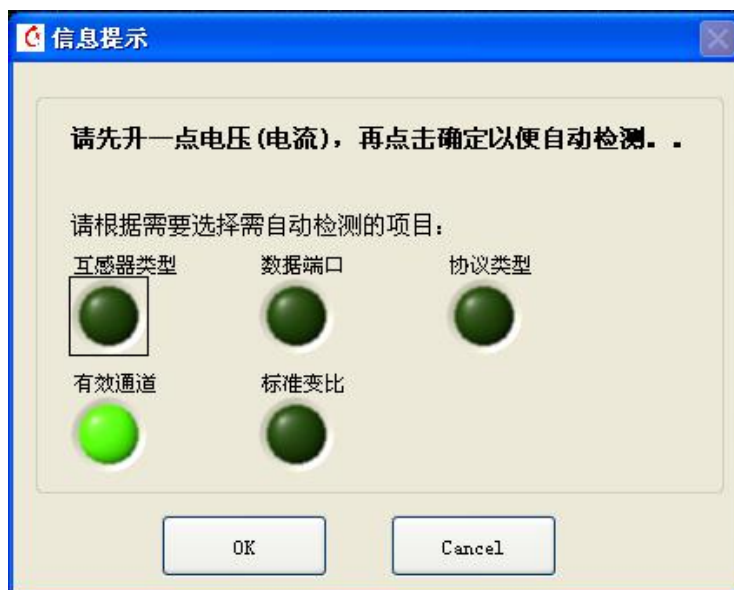 信息提示
请先升一点电压(电流)，再点击确定以便自动检测。.
请根据需要选择需自动检测的项目：
互感器类型 数据端口 协议类型
有效通道 标准变比
OK Cancel